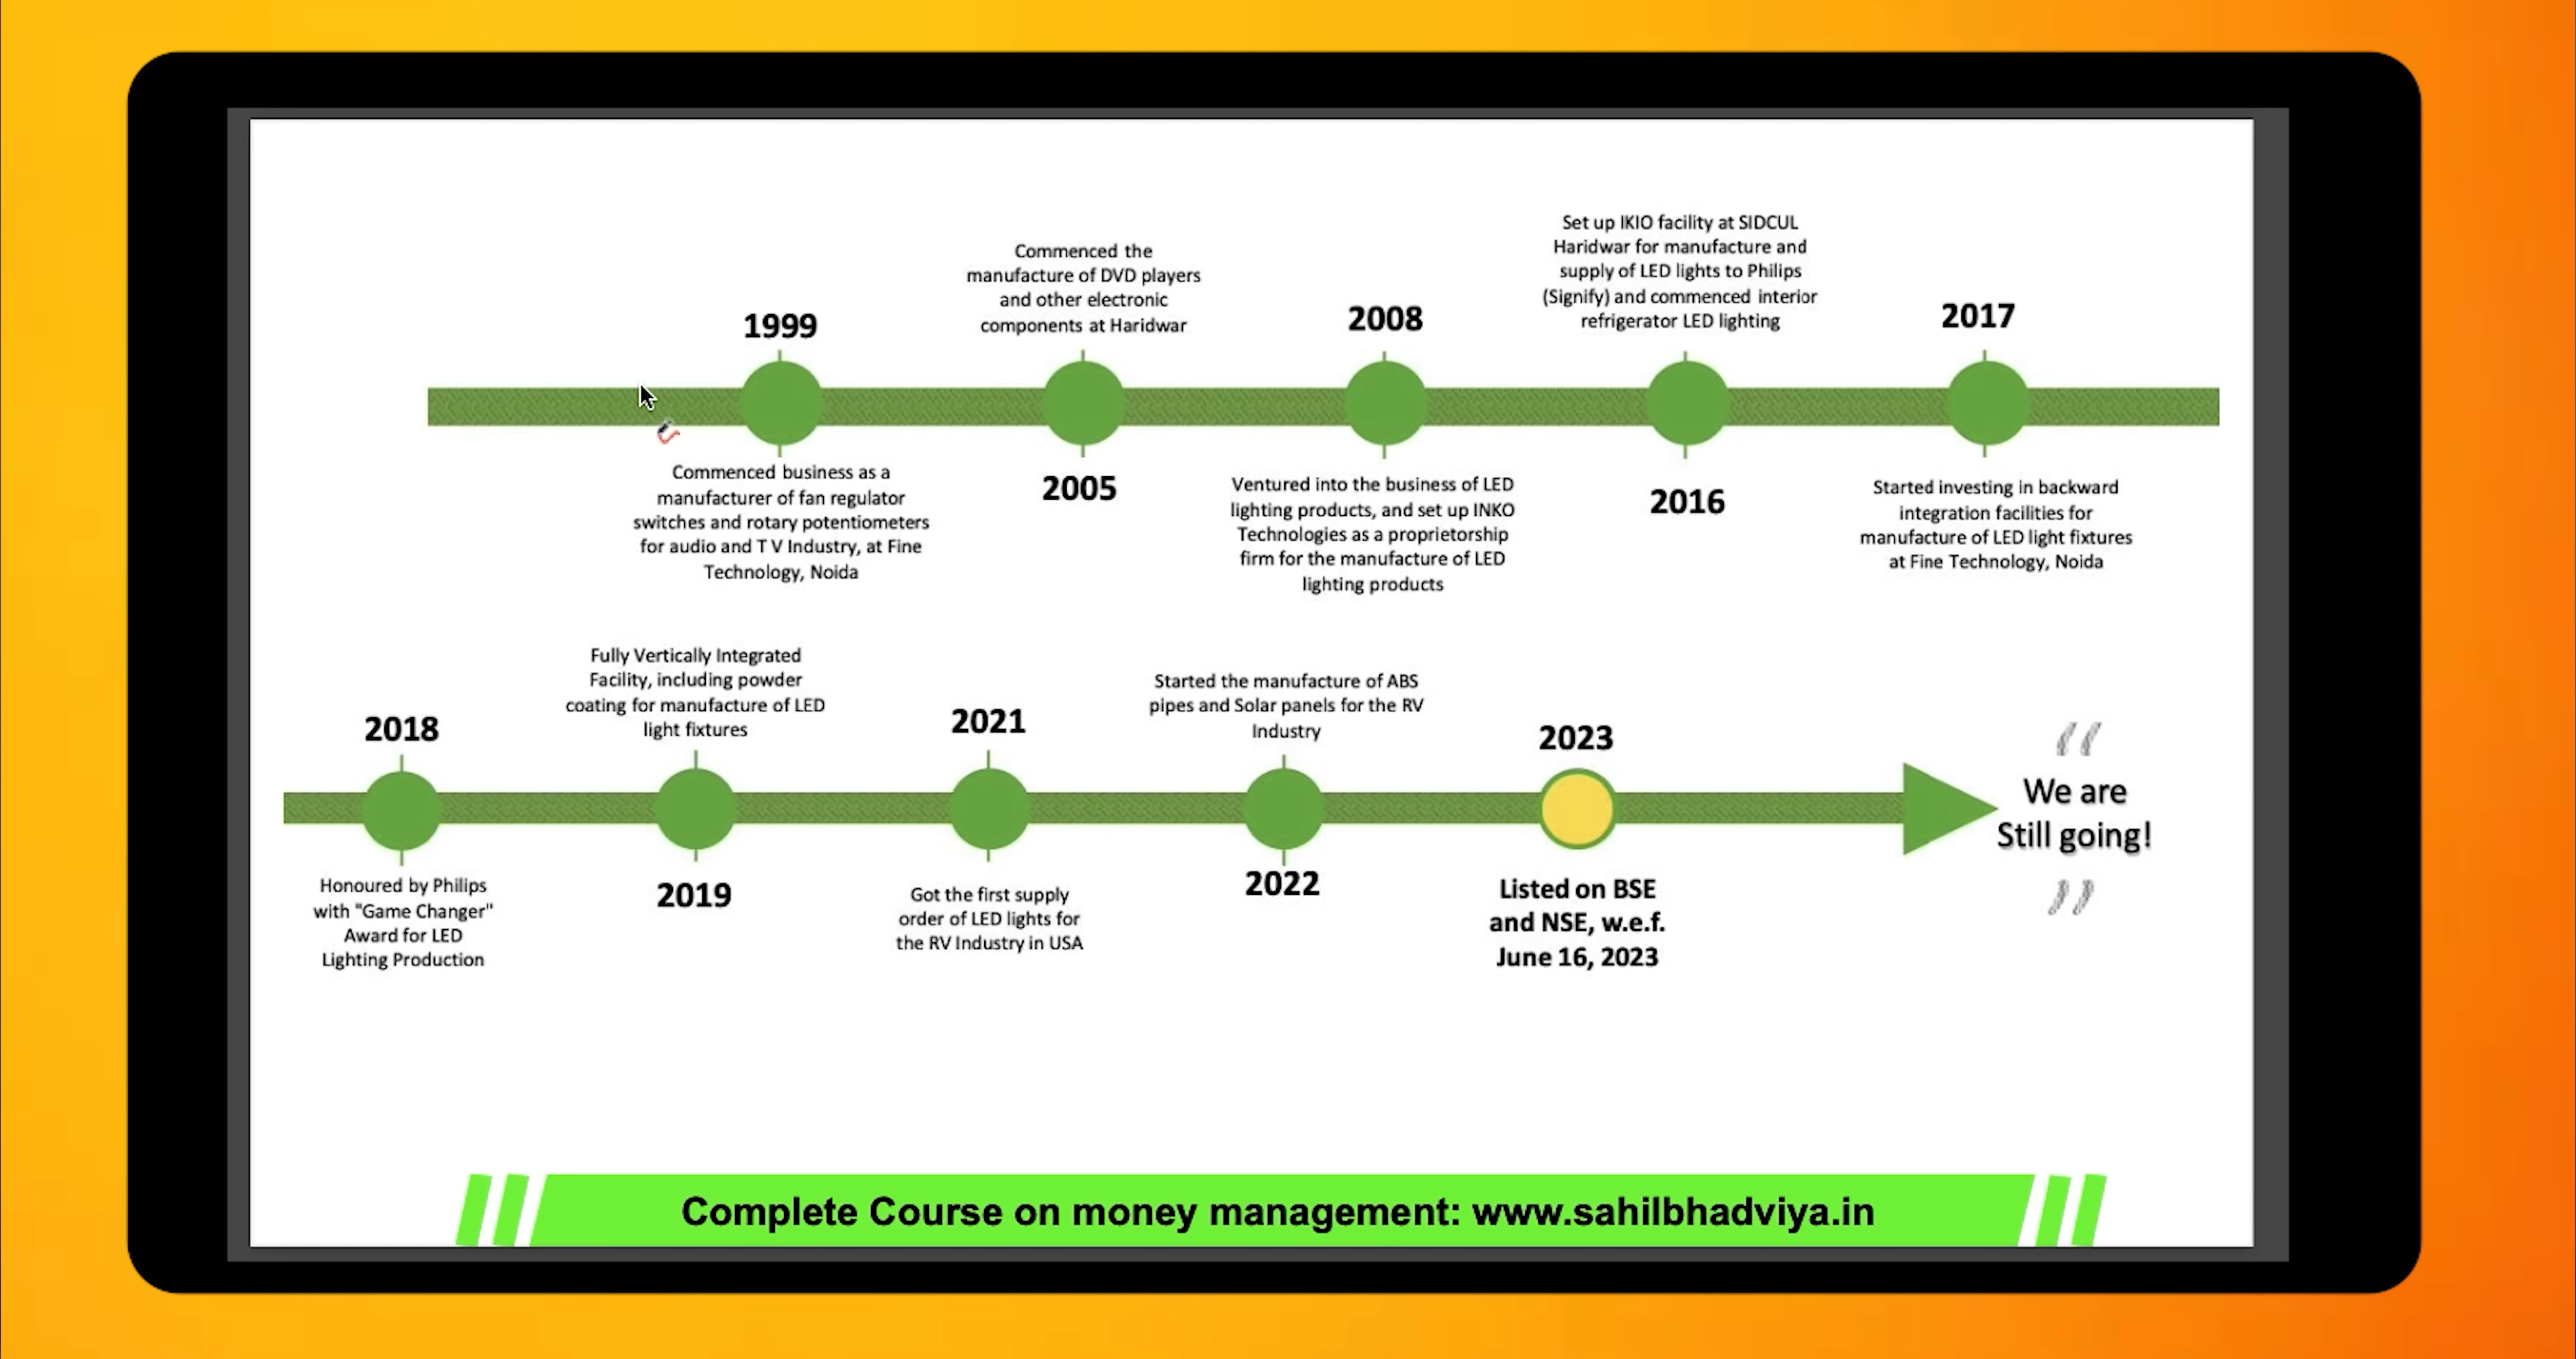 1999
Commenced business as a
manufacturer of fan regulator
switches and rotary potentiometers
for audio and T V Industry, at Fine
Technology, Noida
Commenced the
manufacture of DVD players
and other electronic
components at Haridwar
2005
2008
Ventured into the business of LED
lighting products, and set up INKO
Technologies as a proprietorship
firm for the manufacture of LED
lighting products
Set up IKIO facility at SIDCUL
Haridwar for manufacture and
supply of LED lights to Philips
(Signify) and commenced interior
refrigerator LED lighting
2016
2017
Started investing in backward
integration facilities for
manufacture of LED light fixtures
at Fine Technology, Noida
2018
Honoured by Philips
with "Game Changer"
Award for LED
Lighting Production
Fully Vertically Integrated
Facility, including powder
coating for manufacture of LED
light fixtures
2019
2021
Got the first supply
order of LED lights for
the RV Industry in USA
Started the manufacture of ABS
pipes and Solar panels for the RV
Industry
2022
2023
Listed on BSE
and NSE, w.e.f.
June 16, 2023
“
We are
Still going!
”
Complete Course on money management: www.sahilbhadviya.in